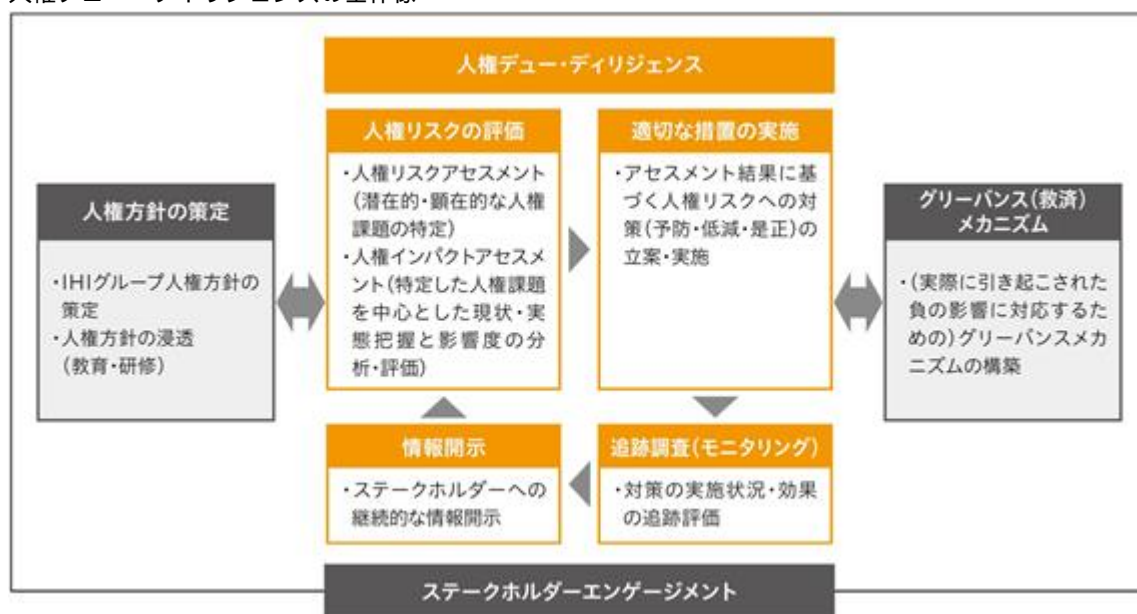 人権デュー・ディリジェンスの全体像
人権デュー・ディリジェンス
人権方針の策定
・IHIグループ人権方針の
策定
・人権方針の浸透
(教育・研修)
人権リスクの評価
・人権リスクアセスメント
(潜在的・顕在的な人権
課題の特定)
・人権インパクトアセスメ
ント(特定した人権課題
を中心とした現状・実
態把握と影響度の分
析・評価)
適切な措置の実施
・アセスメント結果に基
づく人権リスクへの対
策(予防・低減・是正)の
立案・実施
追跡調査(モニタリング)
・対策の実施状況・効果
の追跡評価
情報開示
・ステークホルダーへの
継続的な情報開示
グリーバンス(救済)
メカニズム
・(実際に引き起こされた
負の影響に対応するた
めの)グリーバンスメカ
ニズムの構築
ステークホルダーエンゲージメント